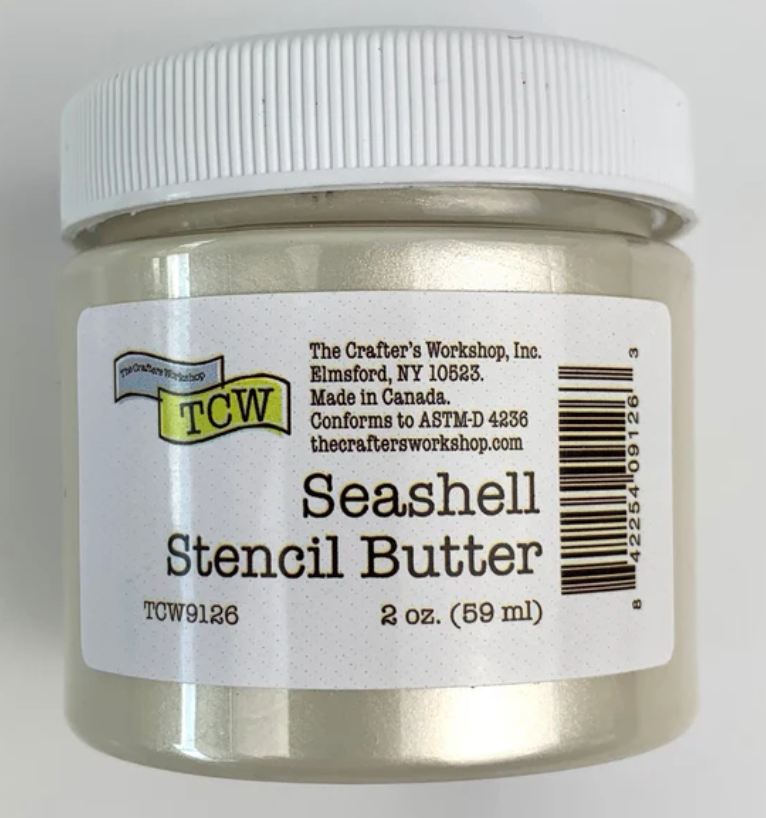 The Crafter's Workshop
TCW
The Crafter's Workshop, Inc.
Elmsford, NY 10523.
Made in Canada.
Conforms to ASTM-D 4236
thecraftersworkshop.com
Seashell
Stencil Butter
TCW9126 2 oz. (59 ml)
8 42254 09126 3